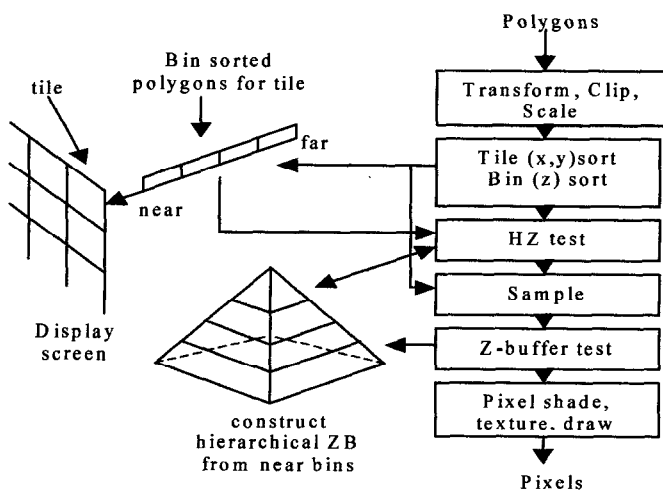 Polygons
Bin sorted
polygons for tile
tile
Transform, Clip,
Scale
far
Tile (x,y)sort
Bin (z) sort
near
HZ test
Sample
Display
screen
Z-buffer test
construct
hierarchical ZB
from near bins
Pixel shade,
texture. draw
Pixels